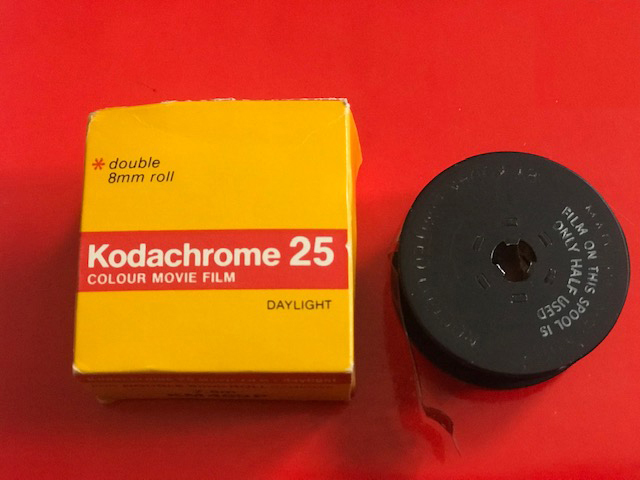 * double
8mm roll
Kodachrome 25
COLOUR MOVIE FILM
DAYLIGHT
FILM ON THIS SPOOL IS
ONLY HALF USED